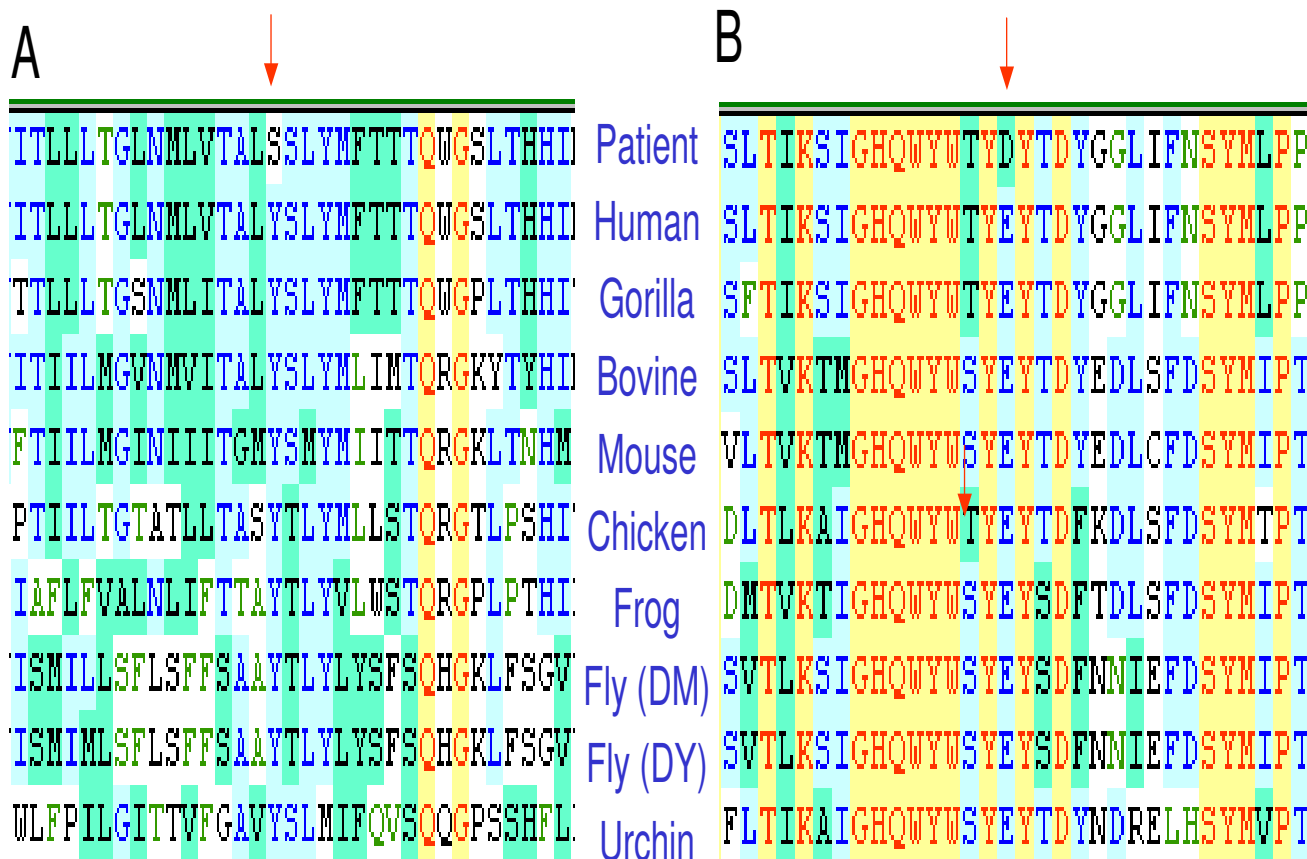 A B
ITLLLTGLNMLVTALSSLYMFTTTQWGSLTHHI Patient SLTIKSIGHQWYWTYDYTDYGGLIFNSYMLPP
ITLLLTGLNMLVTALYSLYMFTTTQWGSLTHHI Human SLTIKSIGHQWYWTYEYTDYGGLIFNSYMLPP
TTLLLTGSNMLITALYSLYMFTTTQWGPLTHHI Gorilla SFTIKSIGHQWYWTYEYTDYGGLIFNSYMLPP
ITIILMGVNMVITALYSLYMLIMTQRGKYTYHI Bovine SLTVKTMGHQWYWSYEYTDYEDLSFDSYMIPT
FTIILMGINIIITGMYSMYMIITTQRGKLTNHM Mouse VLTVKTMGHQWYWSYEYTDYEDLCFDSYMIPT
PTIILTGTATLLTASYTLYMLLSTQRGTLPSHI Chicken DLTLKAIGHQWYWTYEYTDFKDLSFDSYMTPT
IAFLFVALNLIFTTAYTLYVLWSTQRGPLPTHI Frog DMTVKTIGHQWYWSYEYSDFTDLSFDSYMIPT
ISMILLSFLSFFSAAYTLYLYSFSQHGKLFSGV Fly (DM) SVTLKSIGHQWYWSYEYSDFNNIEFDSYMIPT
ISMIMLSFLSFFSAAYTLYLYSFSQHGKLFSGV Fly (DY) SVTLKSIGHQWYWSYEYSDFNNIEFDSYMIPT
WLFPILGITTVFGAVYSLMIFQVSQQGPSSHFL Urchin FLTIKAIGHQWYWSYEYTDYNDRELHSYMVPT